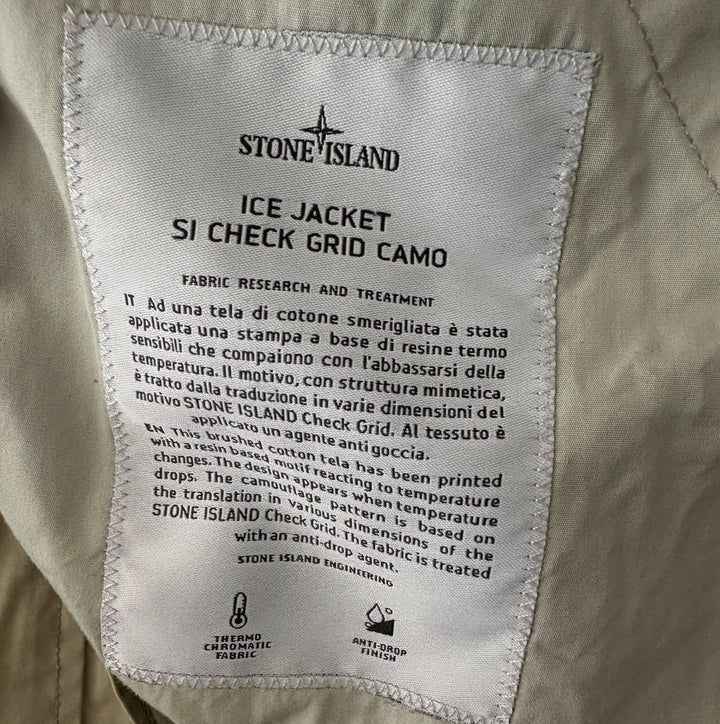 STONE ISLAND
ICE JACKET
SI CHECK GRID CAMO
FABRIC RESEARCH AND TREATMENT
IT Ad una tela di cotone smerigliata è stata
applicata una stampa a base di resine termo
sensibili che compaiono con l'abbassarsi della
temperatura. Il motivo, con struttura mimetica,
è tratto dalla traduzione in varie dimensioni del
motivo STONE ISLAND Check Grid. Al tessuto è
applicato un agente anti goccia.
EN This brushed cotton tela has been printed
with a resin based motif reacting to temperature
changes. The design appears when temperature
drops. The camouflage pattern is based on
the translation in various dimensions of the
STONE ISLAND Check Grid. The fabric is treated
with an anti-drop agent.
STONE ISLAND ENGINEERING
THERMO
CHROMATIC
FABRIC
ANTI-DROP
FINISH